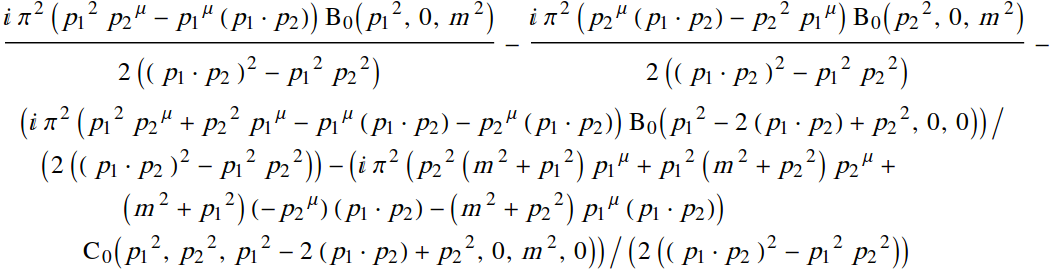 i π² (p₁² p₂^μ − p₁^μ (p₁ · p₂)) B₀(p₁², 0, m²) / 2 ((p₁ · p₂)² − p₁² p₂²) − i π² (p₂^μ (p₁ · p₂) − p₂² p₁^μ) B₀(p₂², 0, m²) / 2 ((p₁ · p₂)² − p₁² p₂²) −
(i π² (p₁² p₂^μ + p₂² p₁^μ − p₁^μ (p₁ · p₂) − p₂^μ (p₁ · p₂)) B₀(p₁² − 2 (p₁ · p₂) + p₂², 0, 0)) /
(2 ((p₁ · p₂)² − p₁² p₂²)) − (i π² (p₂² (m² + p₁²) p₁^μ + p₁² (m² + p₂²) p₂^μ +
(m² + p₁²) (−p₂^μ) (p₁ · p₂) − (m² + p₂²) p₁^μ (p₁ · p₂))
C₀(p₁², p₂², p₁² − 2 (p₁ · p₂) + p₂², 0, m², 0)) / (2 ((p₁ · p₂)² − p₁² p₂²))